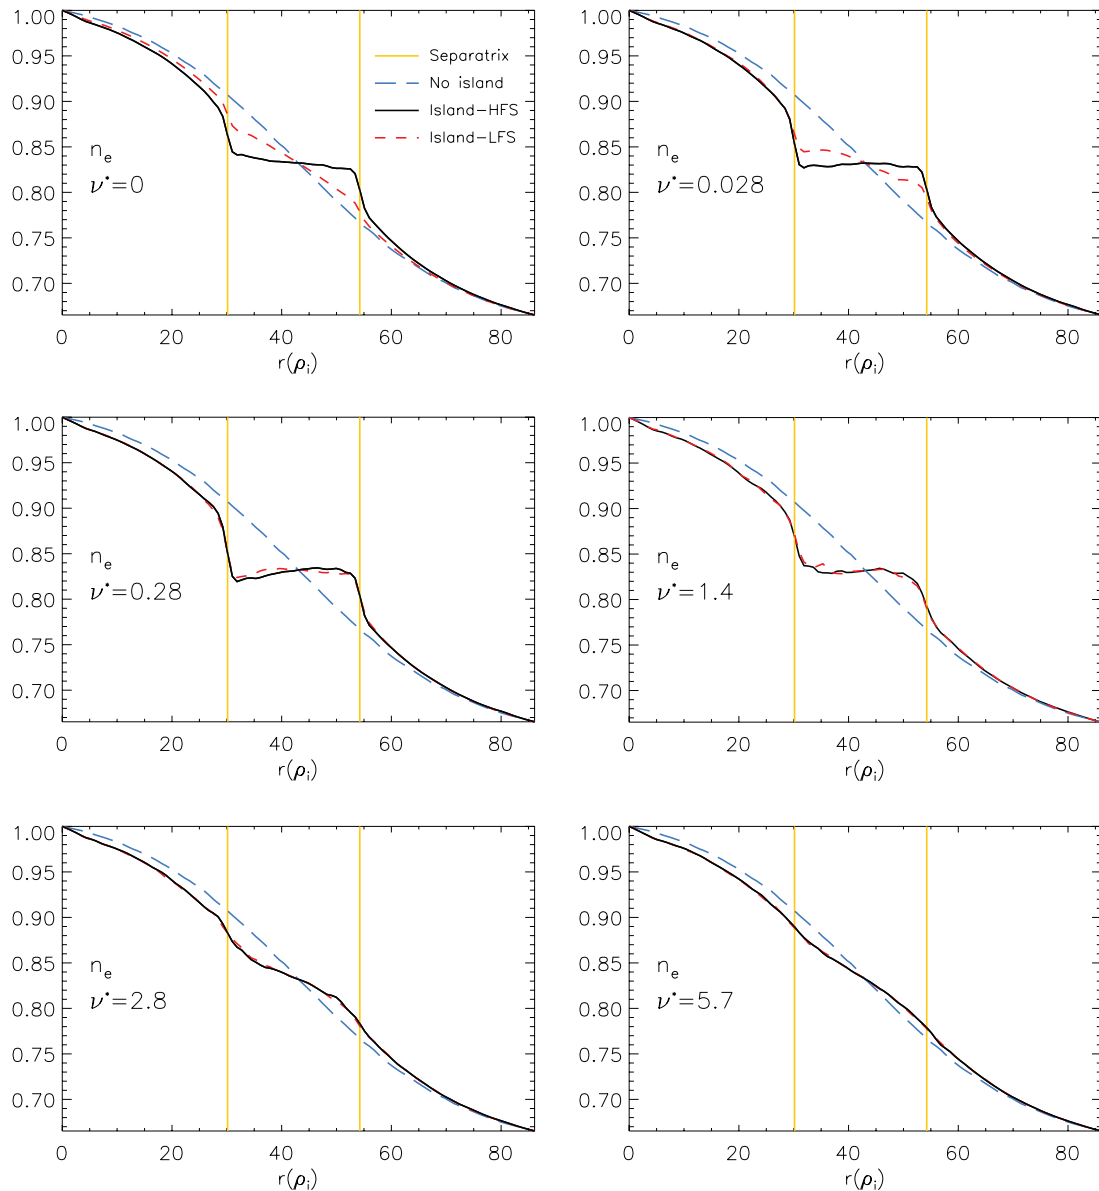 1.00
0.95
0.90
0.85
0.80
0.75
0.70
Separatrix
No island
Island-HFS
Island-LFS
n_e
ν*=0
0 20 40 60 80
r(ρ_i)
1.00
0.95
0.90
0.85
0.80
0.75
0.70
n_e
ν*=0.028
0 20 40 60 80
r(ρ_i)
1.00
0.95
0.90
0.85
0.80
0.75
0.70
n_e
ν*=0.28
0 20 40 60 80
r(ρ_i)
1.00
0.95
0.90
0.85
0.80
0.75
0.70
n_e
ν*=1.4
0 20 40 60 80
r(ρ_i)
1.00
0.95
0.90
0.85
0.80
0.75
0.70
n_e
ν*=2.8
0 20 40 60 80
r(ρ_i)
1.00
0.95
0.90
0.85
0.80
0.75
0.70
n_e
ν*=5.7
0 20 40 60 80
r(ρ_i)